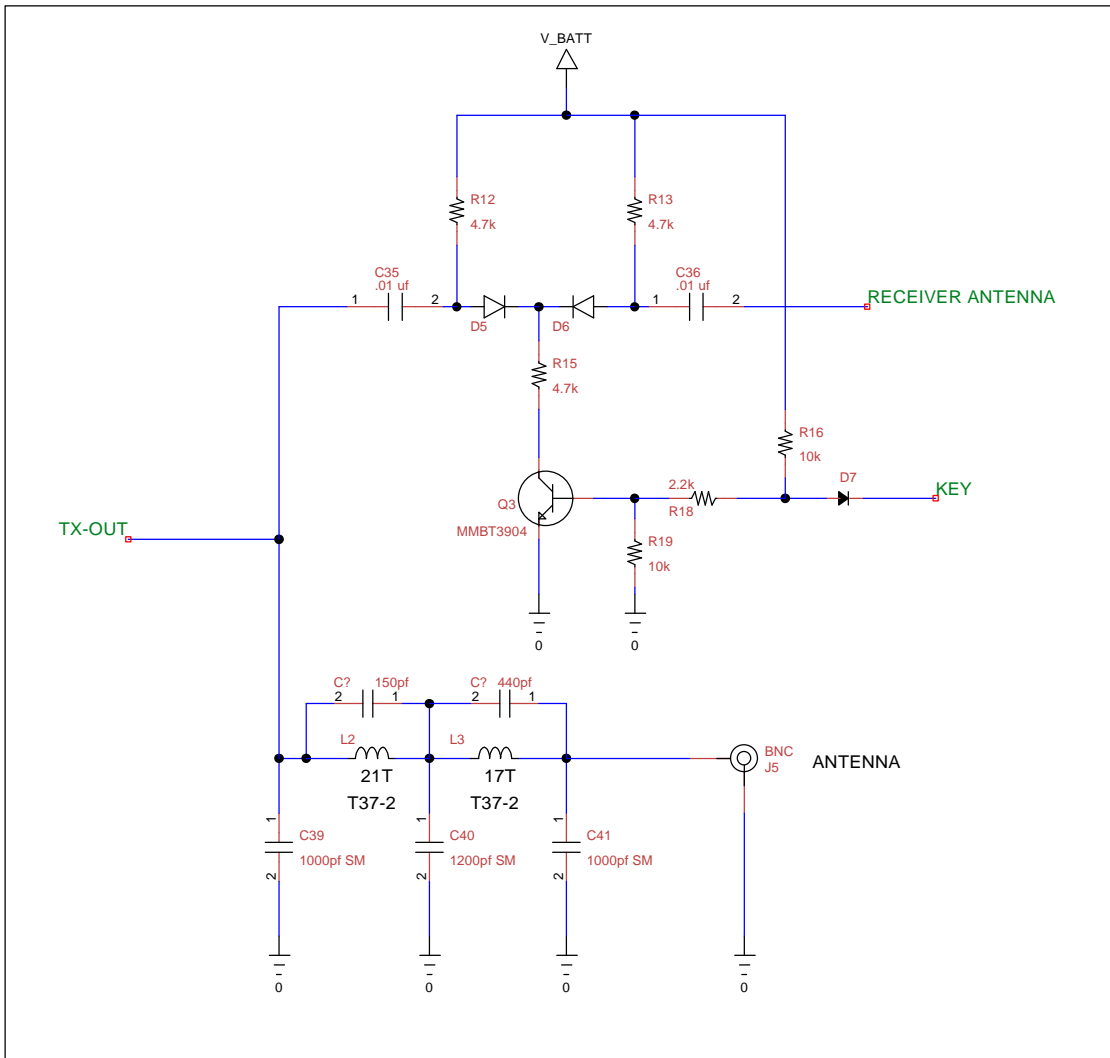 V_BATT
R12
4.7k
R13
4.7k
C35
.01 uf
1
2
D5
D6
C36
.01 uf
1
2
RECEIVER ANTENNA
R15
4.7k
R16
10k
D7
KEY
2.2k
R18
Q3
MMBT3904
R19
10k
TX-OUT
0
0
C?
150pf
2
1
C?
440pf
2
1
L2
21T
T37-2
L3
17T
T37-2
BNC
J5
ANTENNA
1
C39
1000pf SM
2
1
C40
1200pf SM
2
1
C41
1000pf SM
2
0
0
0
0